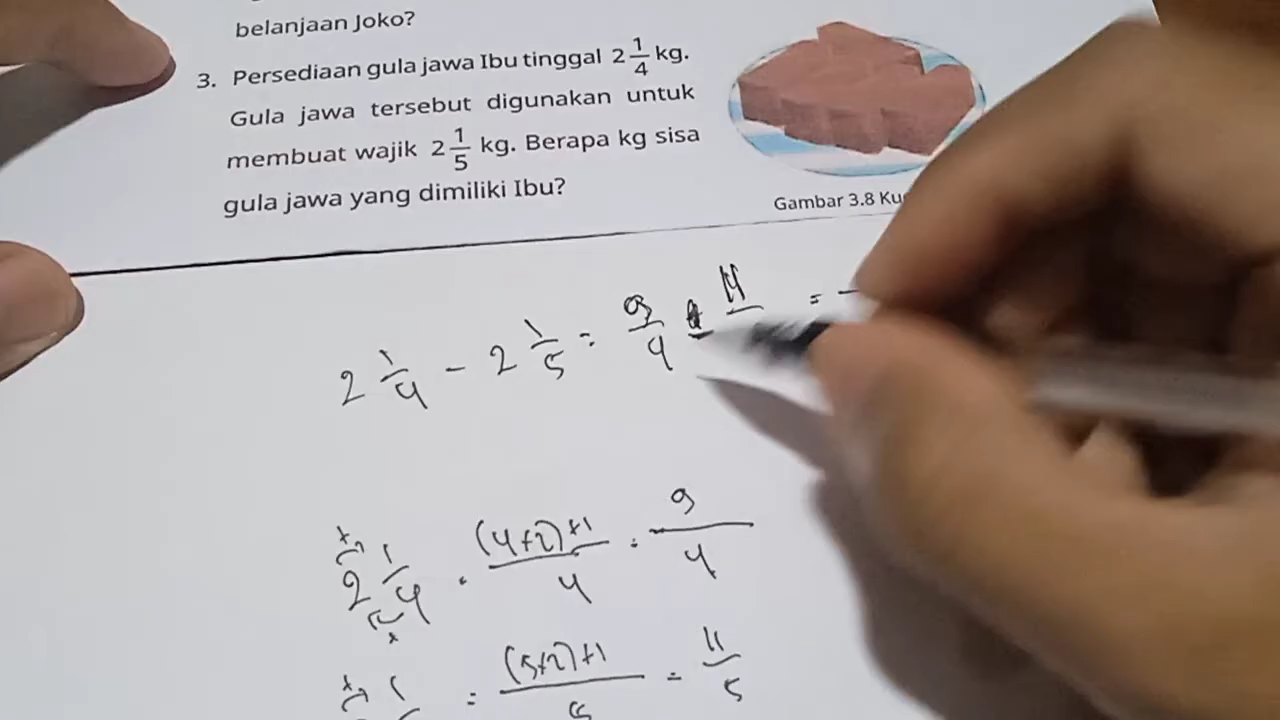 belanjaan Joko?
3. Persediaan gula jawa Ibu tinggal 2 1/4 kg.
Gula jawa tersebut digunakan untuk
membuat wajik 2 1/5 kg. Berapa kg sisa
gula jawa yang dimiliki Ibu?
Gambar 3.8
2 1/4 - 2 1/5 = 9/4 - 11 =
2 1/4 = (4×2)+1/4 = 9/4
1 = (5×2)+1/5 = 11/5